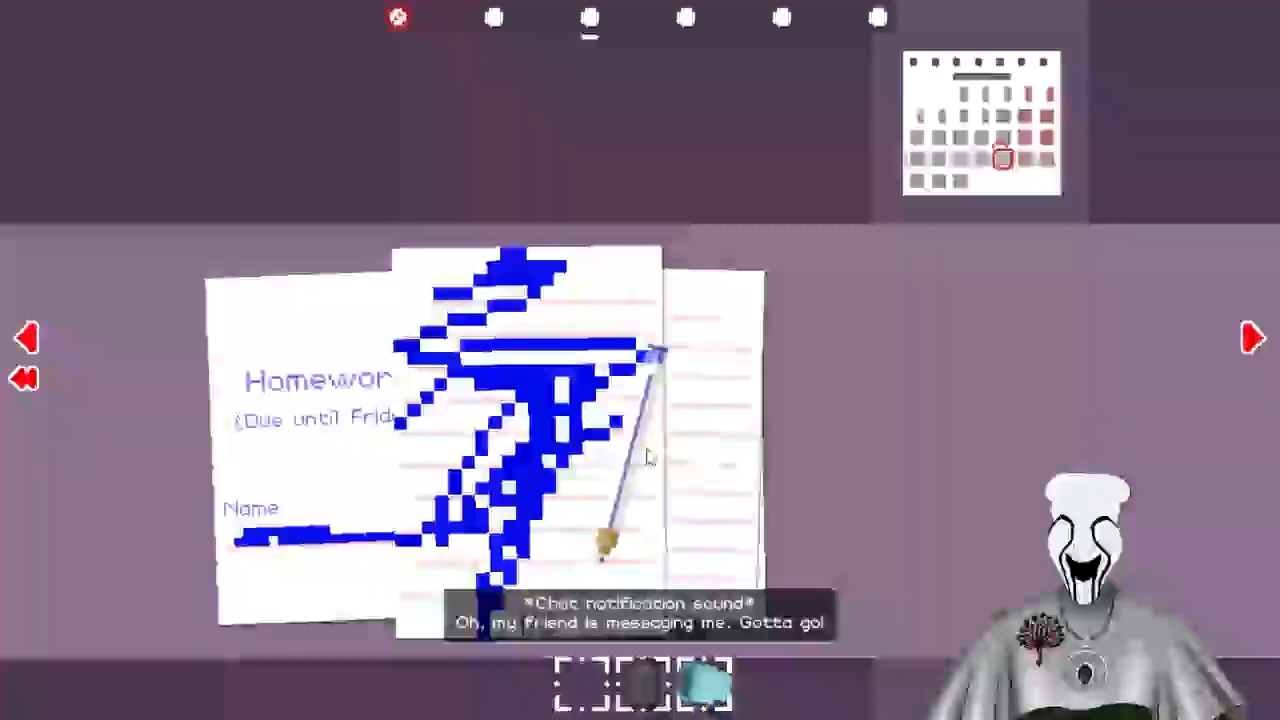 Homewor
(Due until Frid
Name
*Chat notification sound*
Oh, my friend is messaging me. Gotta go!